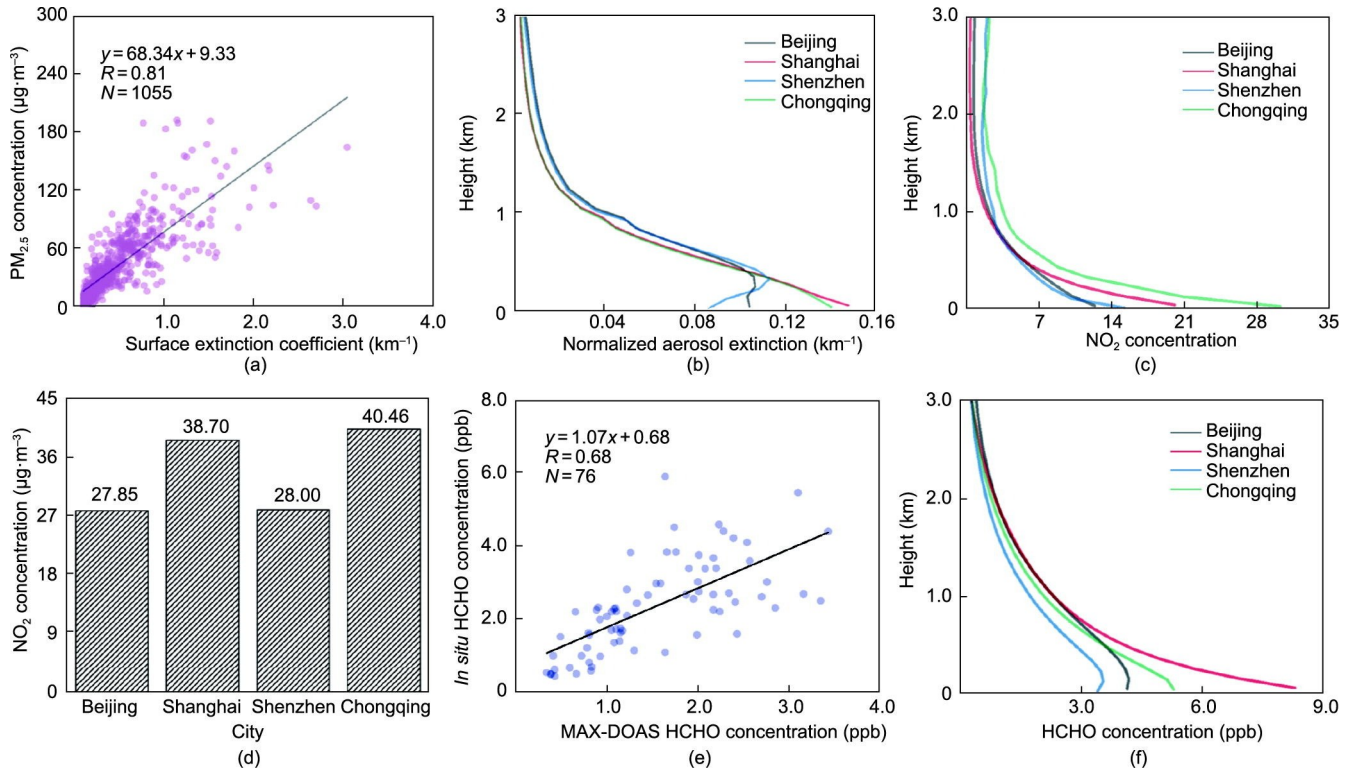 PM2.5 concentration (μg·m⁻³)
300
240
180
120
60
0
y = 68.34x + 9.33
R = 0.81
N = 1055
1.0
2.0
3.0
4.0
Surface extinction coefficient (km⁻¹)
(a)
Height (km)
3
2
1
0
Beijing
Shanghai
Shenzhen
Chongqing
0.04
0.08
0.12
0.16
Normalized aerosol extinction (km⁻¹)
(b)
Height (km)
3.0
2.0
1.0
0
Beijing
Shanghai
Shenzhen
Chongqing
7
14
21
28
35
NO₂ concentration
(c)
NO₂ concentration (μg·m⁻³)
45
36
27
18
9
0
27.85
38.70
28.00
40.46
Beijing
Shanghai
Shenzhen
Chongqing
City
(d)
In situ HCHO concentration (ppb)
8.0
6.0
4.0
2.0
0
y = 1.07x + 0.68
R = 0.68
N = 76
1.0
2.0
3.0
4.0
MAX-DOAS HCHO concentration (ppb)
(e)
Height (km)
3.0
2.0
1.0
0
Beijing
Shanghai
Shenzhen
Chongqing
3.0
6.0
9.0
HCHO concentration (ppb)
(f)